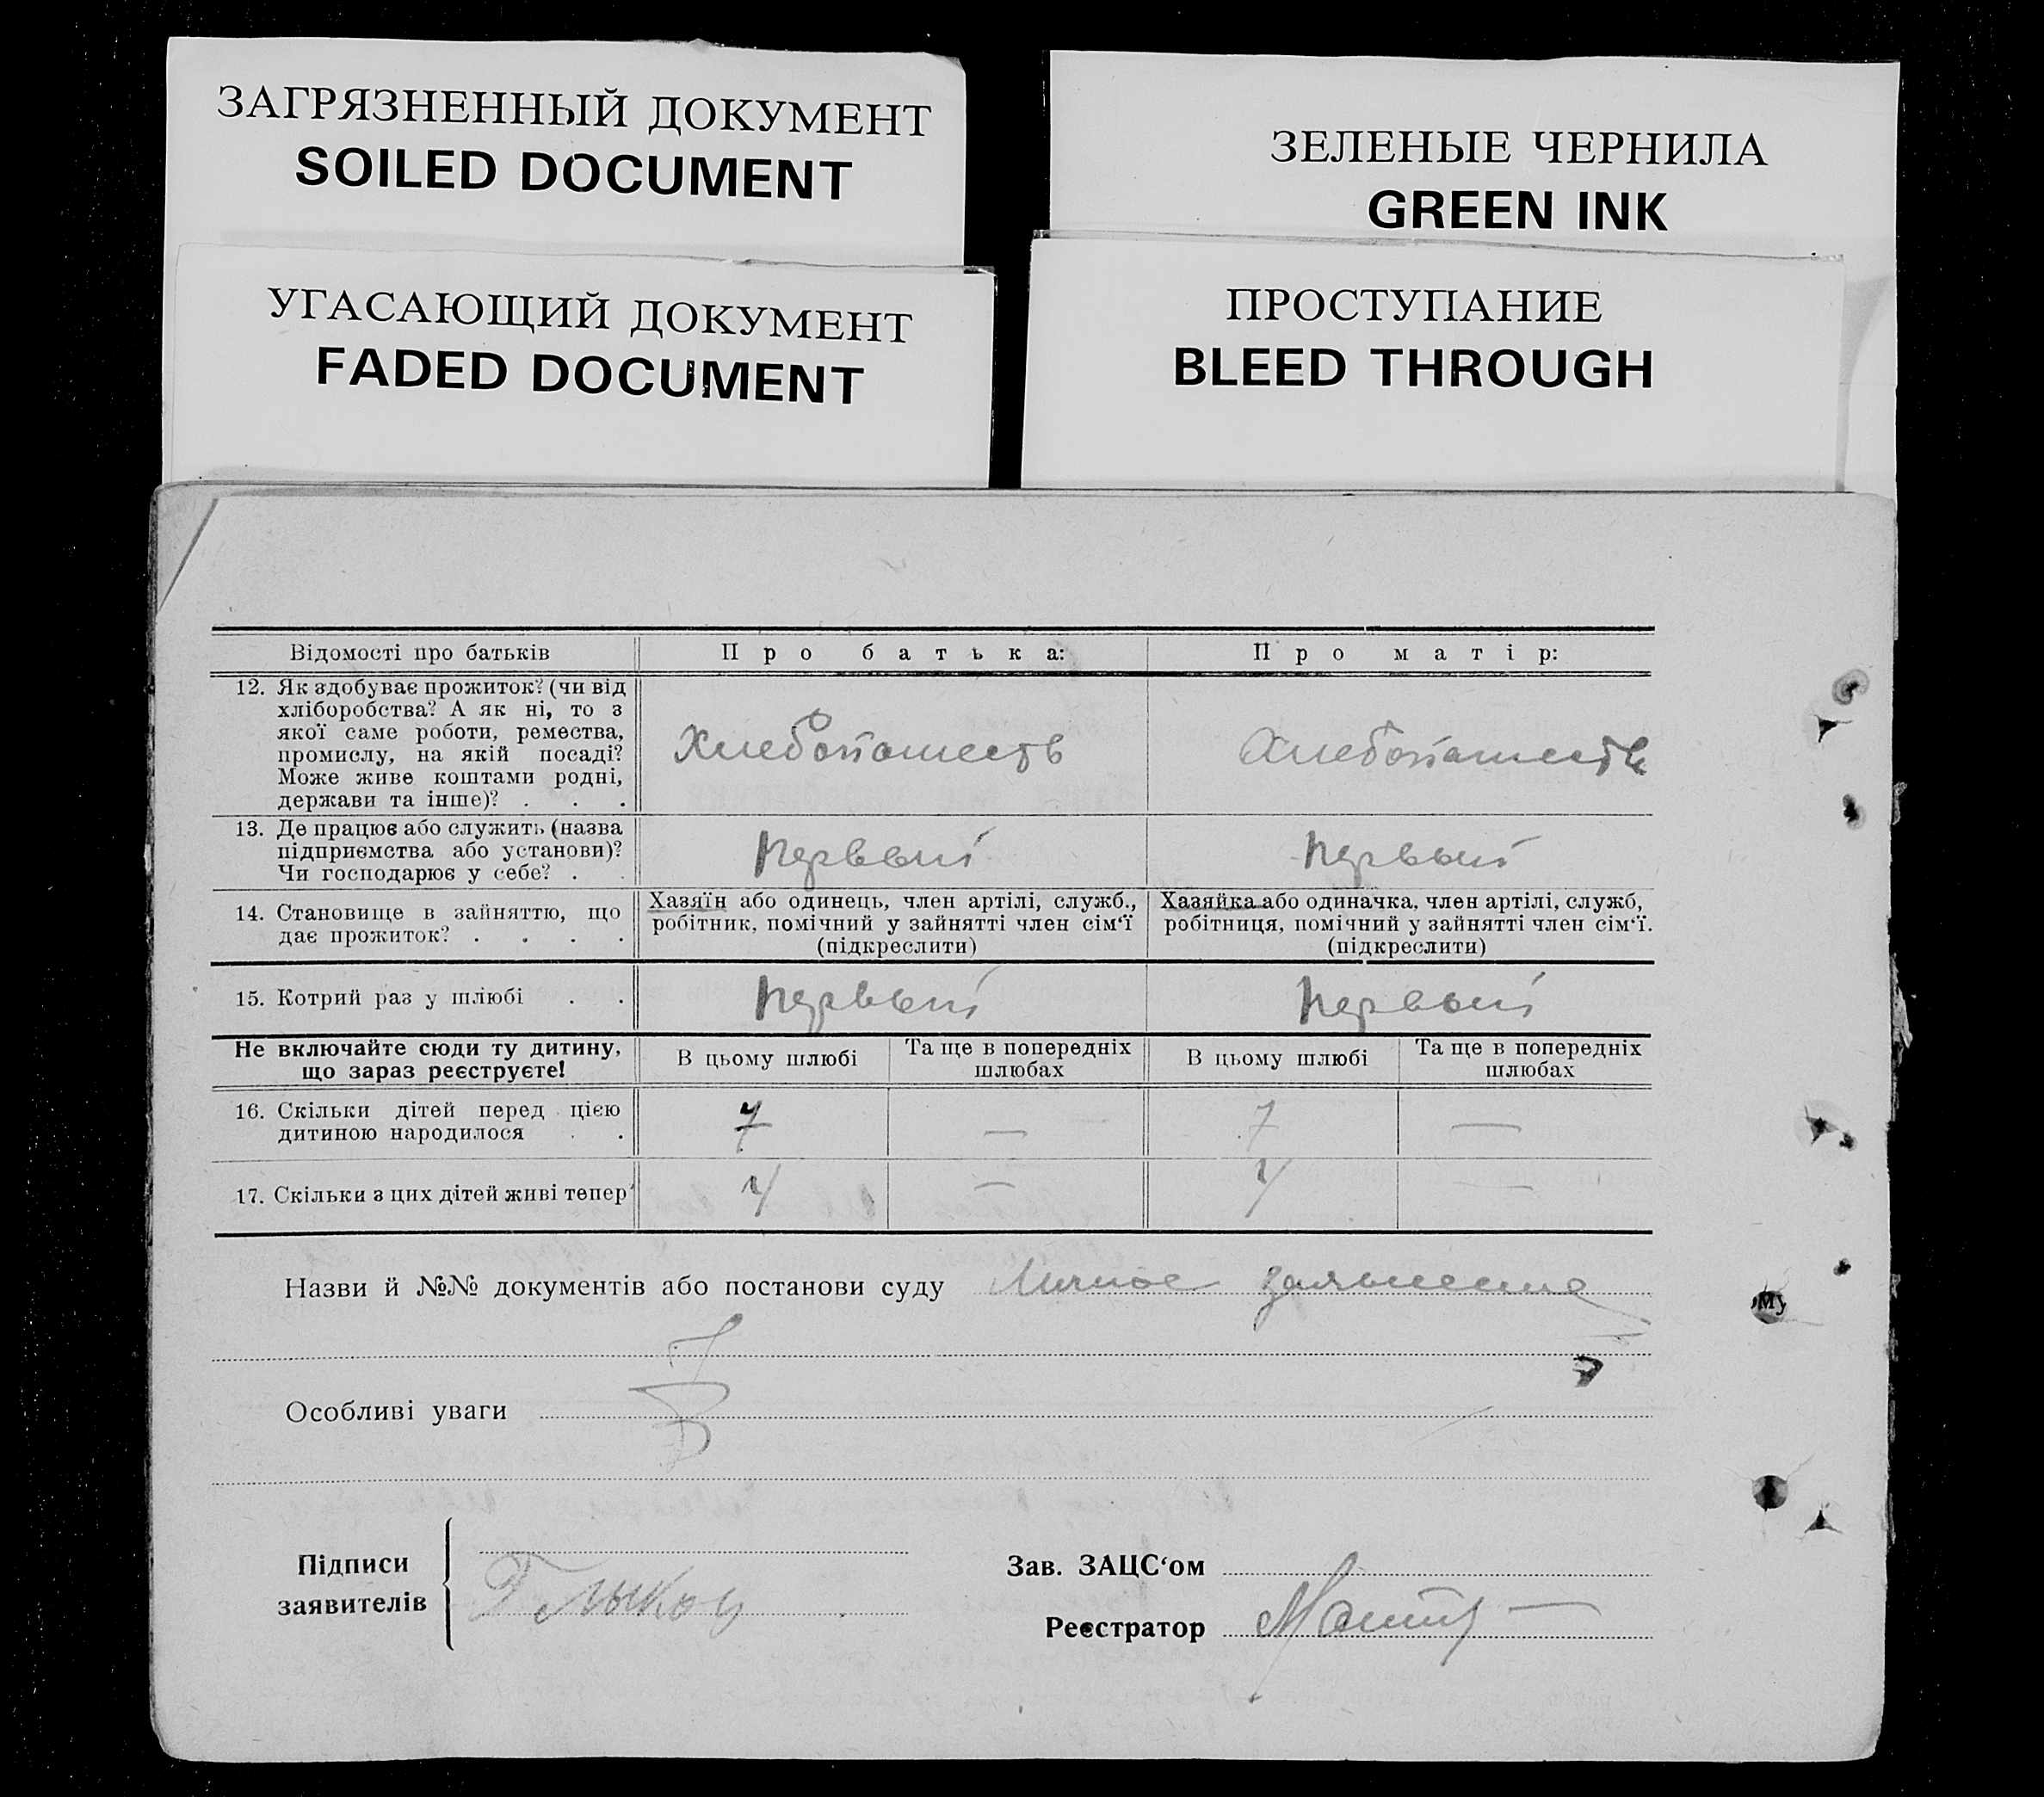 ЗАГРЯЗНЕННЫЙ ДОКУМЕНТ
SOILED DOCUMENT
ЗЕЛЕНЫЕ ЧЕРНИЛА
GREEN INK
УГАСАЮЩИЙ ДОКУМЕНТ
FADED DOCUMENT
ПРОСТУПАНИЕ
BLEED THROUGH
Відомості про батьків
Про батька:
Про матір:
12. Як здобуває прожиток? (чи від
хліборобства? А як ні, то з
якої саме роботи, ремества,
промислу, на якій посаді?
Може живе коштами родні,
держави та інше)? . . .
Хлебопашеств
Хлебопашеств
13. Де працює або служить (назва
підприємства або установи)?
Чи господарює у себе? . .
первый
первый
14. Становище в зайняттю, що
дає прожиток? . . . .
Хазяїн або одинець, член артілі, служб.,
робітник, помічний у зайнятті член сім‘ї
(підкреслити)
Хазяйка або одиначка, член артілі, служб,
робітниця, помічний у зайнятті член сім‘ї.
(підкреслити)
15. Котрий раз у шлюбі . .
первый
первый
Не включайте сюди ту дитину,
що зараз реєструєте!
В цьому шлюбі
Та ще в попередніх
шлюбах
В цьому шлюбі
Та ще в попередніх
шлюбах
16. Скільки дітей перед цією
дитиною народилося . .
7
—
7
—
17. Скільки з цих дітей живі тепер
4
—
4
—
Назви й №№ документів або постанови суду Личное заявление
Особливі уваги
Підписи
заявителів
Зав. ЗАЦС‘ом
Реєстратор
му